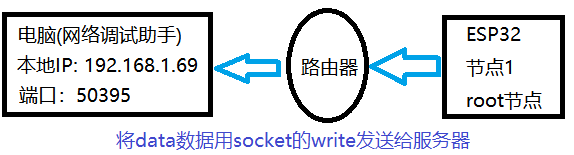 电脑(网络调试助手)
本地IP: 192.168.1.69
端口：50395
路由器
ESP32
节点1
root节点
将data数据用socket的write发送给服务器